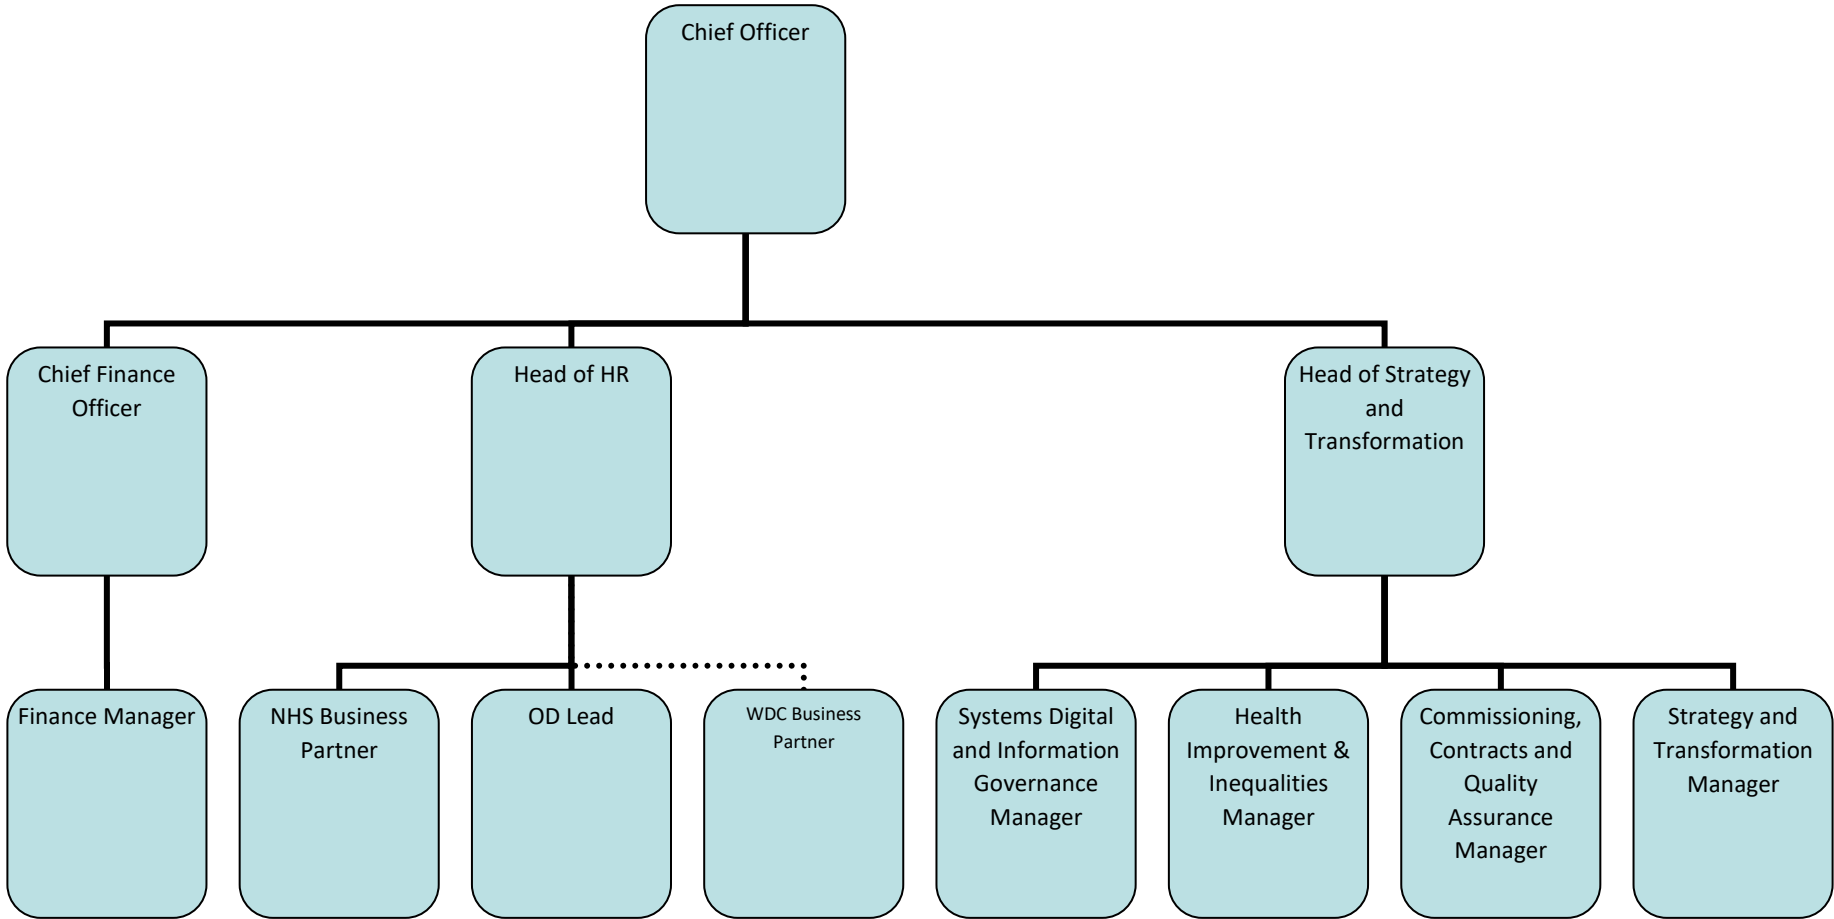 Chief Officer
Chief Finance
Officer
Head of HR
Head of Strategy
and
Transformation
Finance Manager
NHS Business
Partner
OD Lead
WDC Business
Partner
Systems Digital
and Information
Governance
Manager
Health
Improvement &
Inequalities
Manager
Commissioning,
Contracts and
Quality
Assurance
Manager
Strategy and
Transformation
Manager